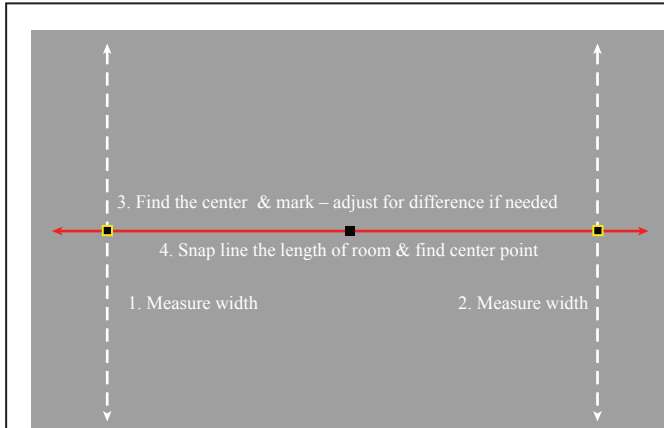 3. Find the center & mark – adjust for difference if needed
4. Snap line the length of room & find center point
1. Measure width
2. Measure width